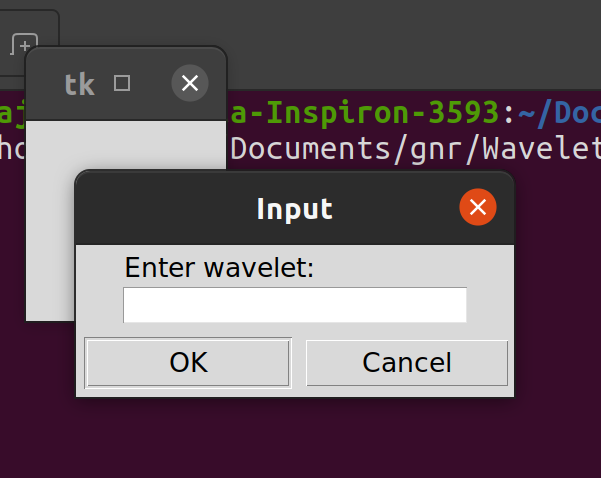 tk
a-Inspiron-3593:~/Doc
Documents/gnr/Wavelet
Input
Enter wavelet:
OK
Cancel